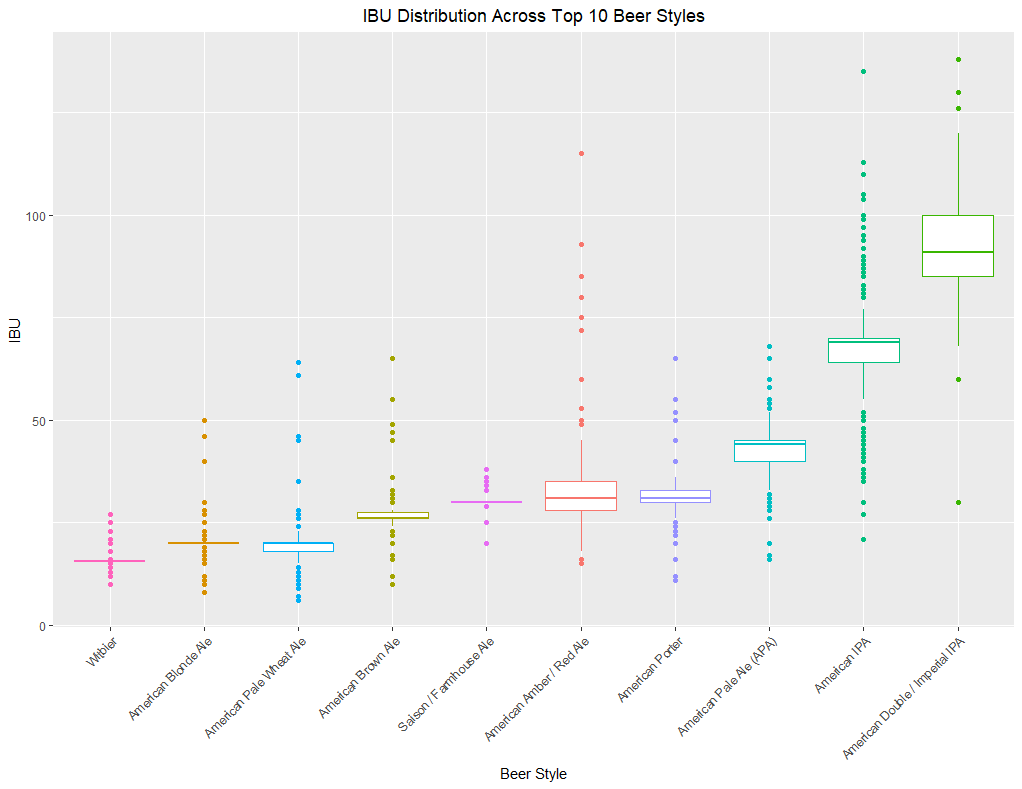 IBU Distribution Across Top 10 Beer Styles
IBU
100
50
0
Witbier
American Blonde Ale
American Pale Wheat Ale
American Brown Ale
Saison / Farmhouse Ale
American Amber / Red Ale
American Porter
American Pale Ale (APA)
American IPA
American Double / Imperial IPA
Beer Style